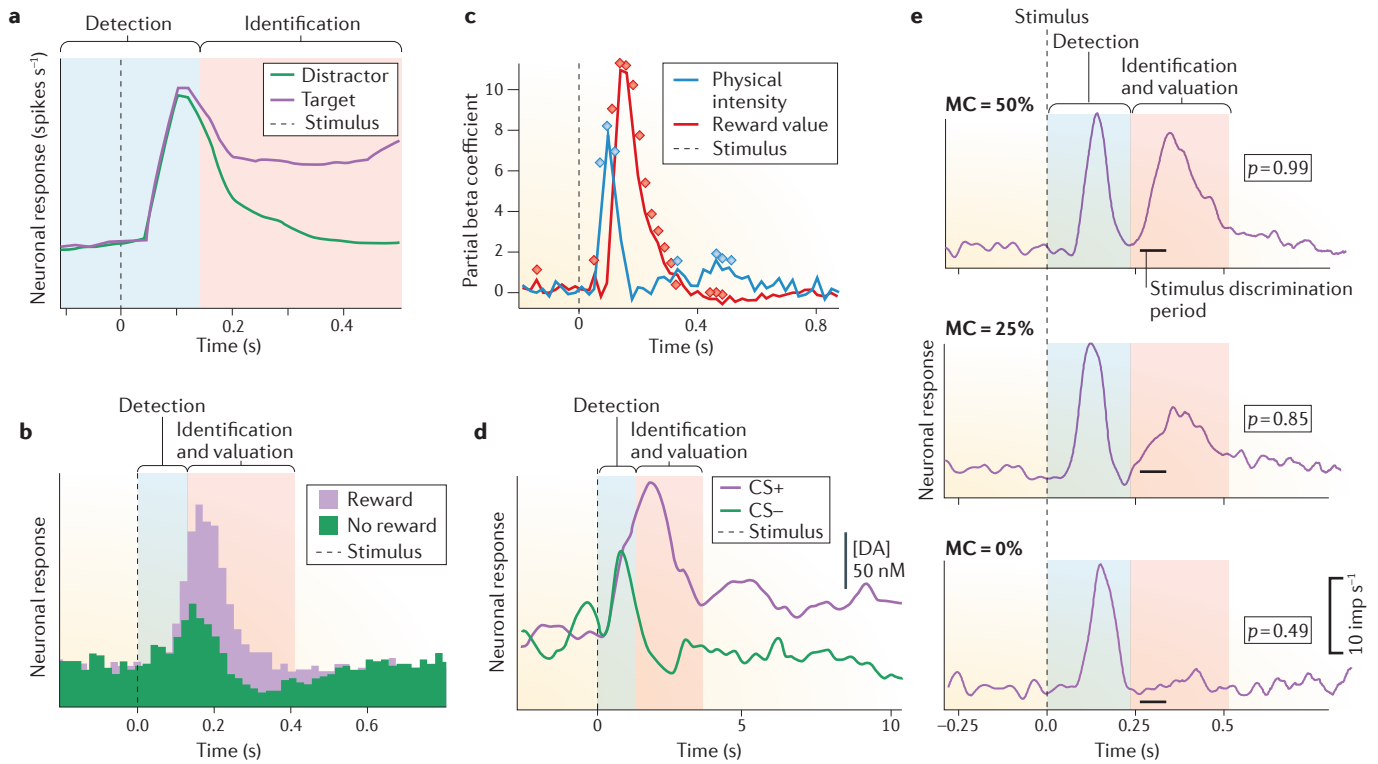 a
Detection
Identification
Neuronal response (spikes s⁻¹)
Distractor
Target
Stimulus
0
0.2
0.4
Time (s)
b
Detection
Identification
and valuation
Neuronal response
Reward
No reward
Stimulus
0.0
0.2
0.4
0.6
Time (s)
c
Partial beta coefficient
10
8
6
4
2
0
Physical
intensity
Reward value
Stimulus
0
0.4
0.8
Time (s)
d
Detection
Identification
and valuation
Neuronal response
CS+
CS–
Stimulus
[DA]
50 nM
0
5
10
Time (s)
e
Stimulus
Detection
Identification
and valuation
MC = 50%
p = 0.99
Stimulus discrimination
period
MC = 25%
p = 0.85
Neuronal response
MC = 0%
p = 0.49
10 imp s⁻¹
–0.25
0.0
0.25
0.5
Time (s)